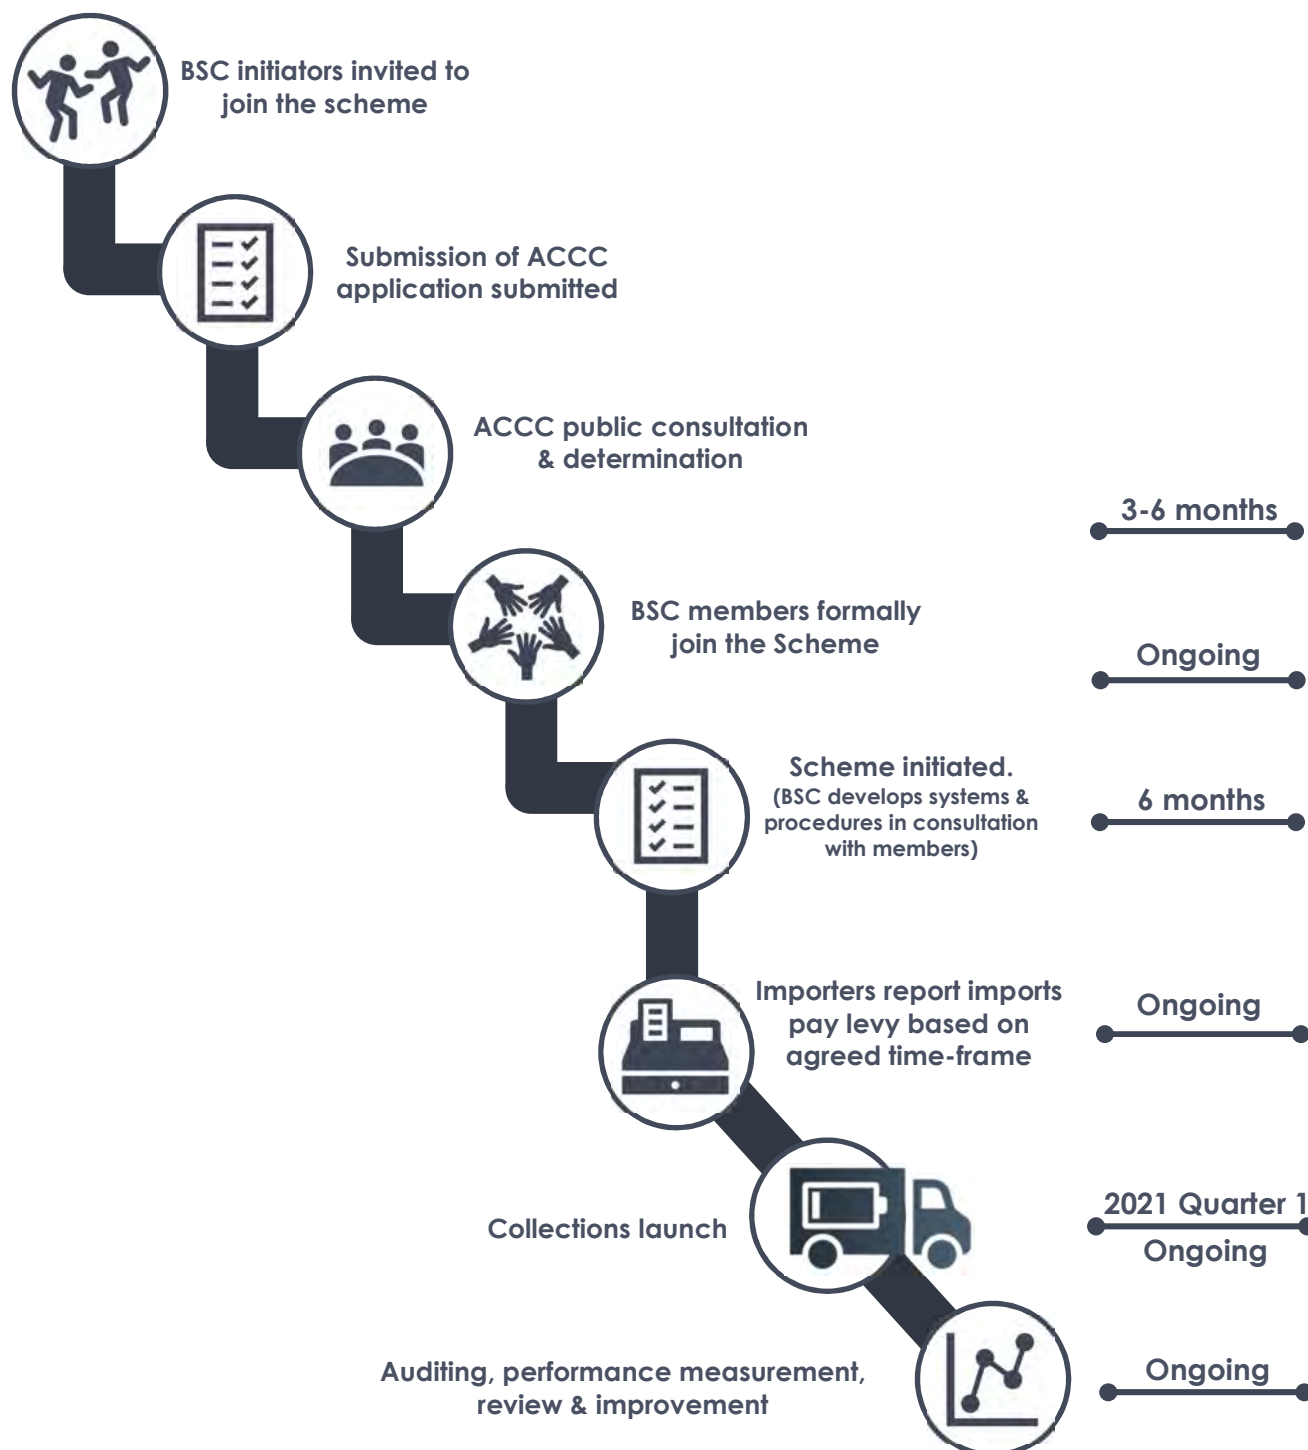 BSC initiators invited to
join the scheme
Submission of ACCC
application submitted
ACCC public consultation
& determination
3-6 months
BSC members formally
join the Scheme
Ongoing
Scheme initiated.
(BSC develops systems &
procedures in consultation
with members)
6 months
Importers report imports
pay levy based on
agreed time-frame
Ongoing
Collections launch
2021 Quarter 1
Ongoing
Auditing, performance measurement,
review & improvement
Ongoing